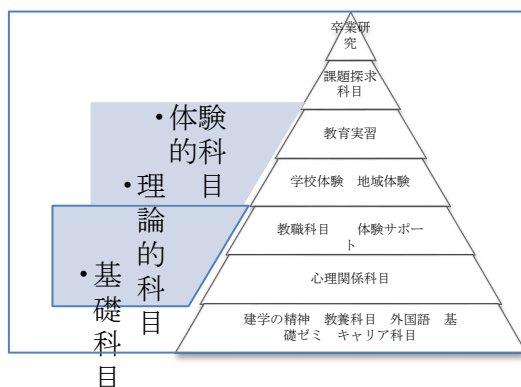 卒業研
究
課題探求
科目
教育実習
学校体験　地域体験
教職科目　体験サポー
ト
心理関係科目
建学の精神　教養科目　外国語　基
礎ゼミ　キャリア科目
・体験
的科
目
・理
論
的科
目
・基
礎科
目